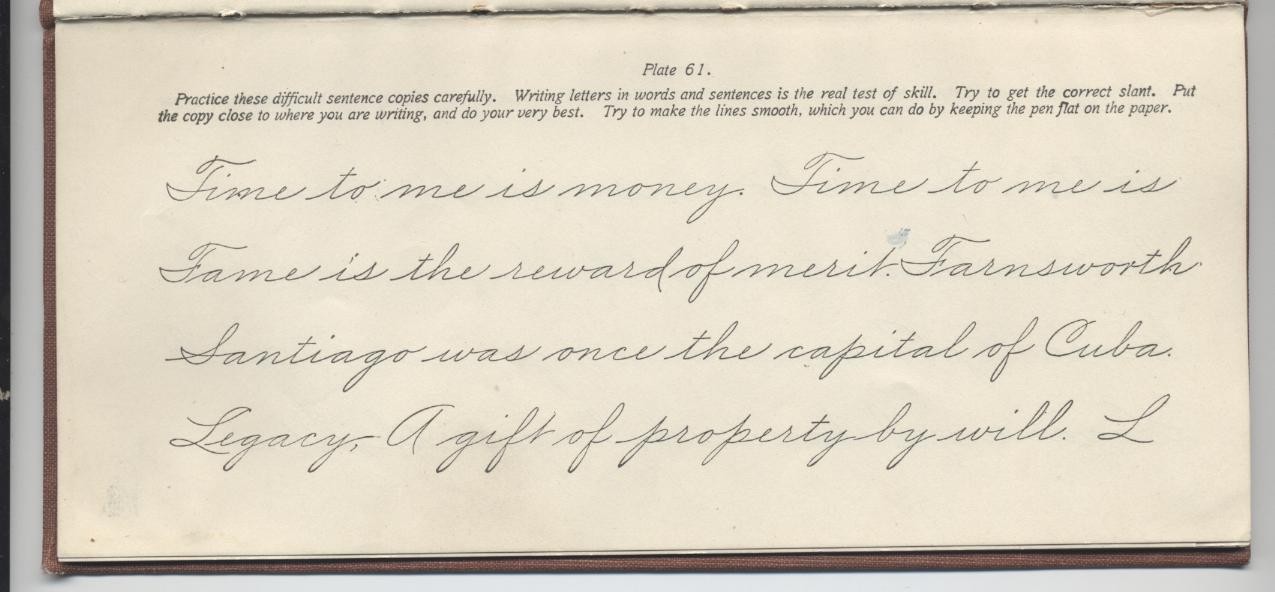 Plate 61.
Practice these difficult sentence copies carefully. Writing letters in words and sentences is the real test of skill. Try to get the correct slant. Put
the copy close to where you are writing, and do your very best. Try to make the lines smooth, which you can do by keeping the pen flat on the paper.
Time to me is money. Time to me is
Fame is the reward of merit. Farnsworth
Santiago was once the capital of Cuba.
Legacy,- A gift of property by will. L